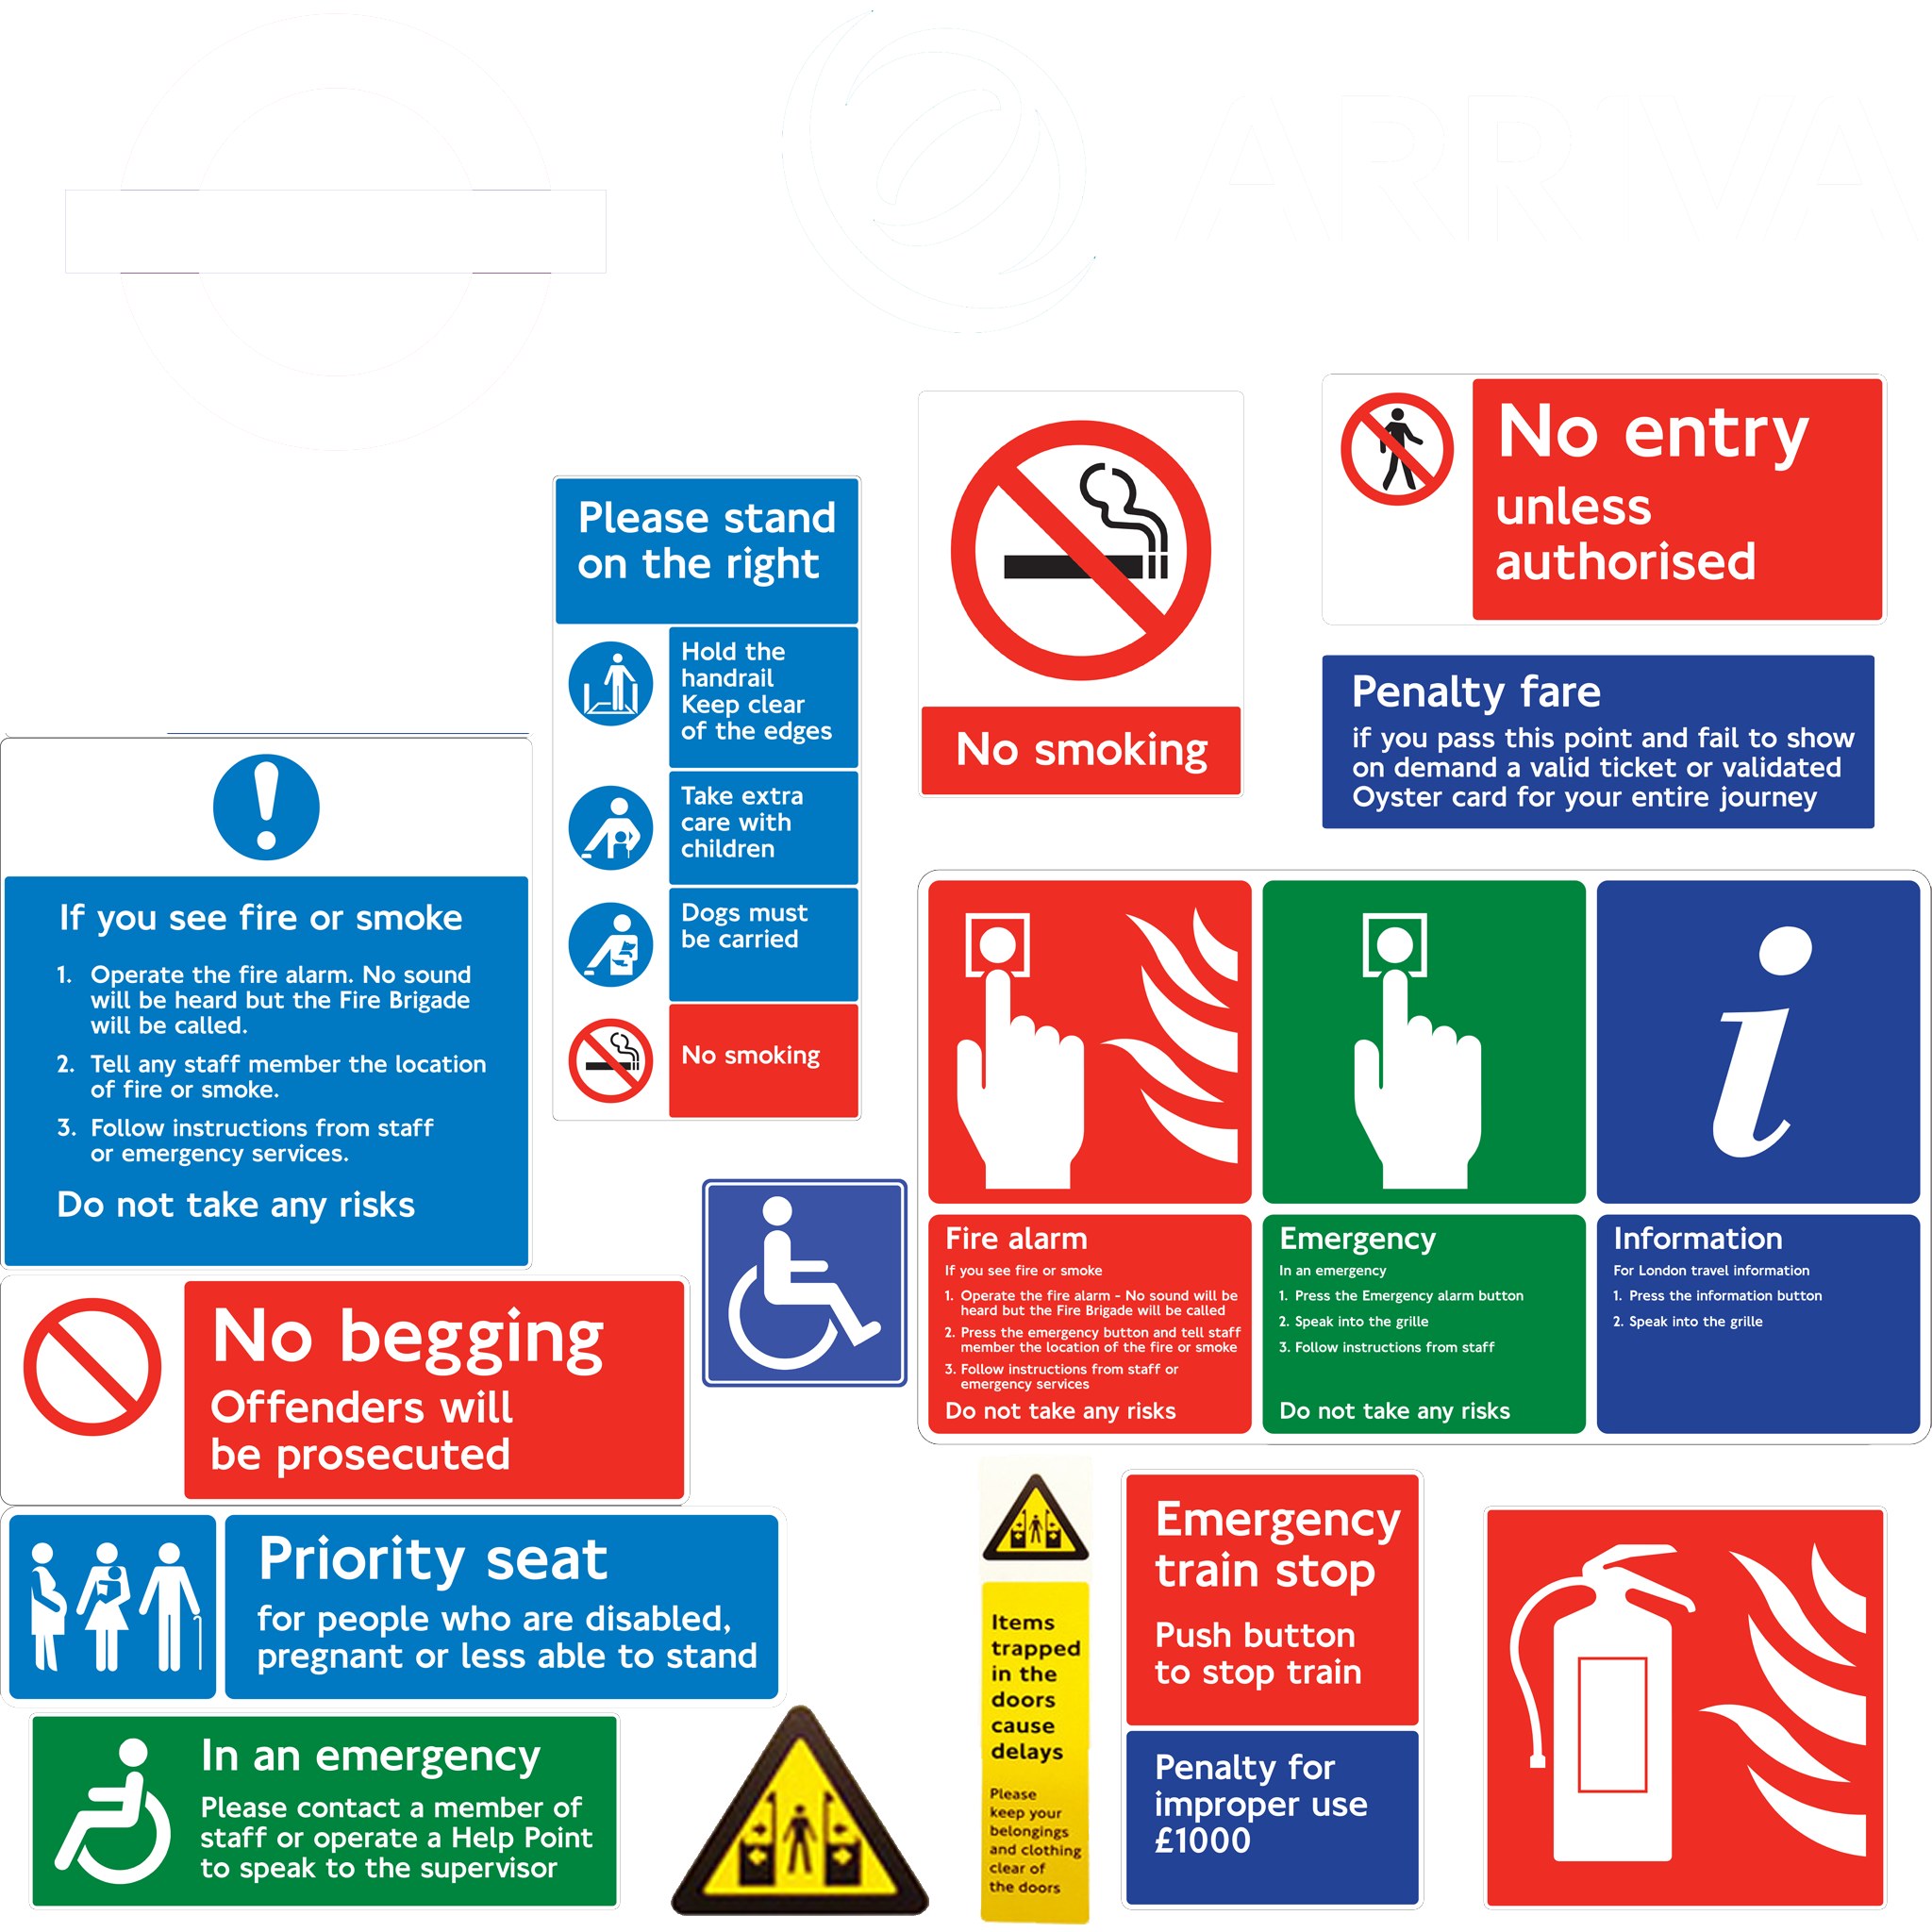 ARRIVA
No entry
unless
authorised
Please stand
on the right
Hold the
handrail
Keep clear
of the edges
Take extra
care with
children
Dogs must
be carried
No smoking
No smoking
Penalty fare
if you pass this point and fail to show
on demand a valid ticket or validated
Oyster card for your entire journey
If you see fire or smoke
1. Operate the fire alarm. No sound
will be heard but the Fire Brigade
will be called.
2. Tell any staff member the location
of fire or smoke.
3. Follow instructions from staff
or emergency services.
Do not take any risks
i
Fire alarm
If you see fire or smoke
1. Operate the fire alarm - No sound will be
heard but the Fire Brigade will be called
2. Press the emergency button and tell staff
member the location of the fire or smoke
3. Follow instructions from staff or
emergency services
Do not take any risks
Emergency
In an emergency
1. Press the Emergency alarm button
2. Speak into the grille
3. Follow instructions from staff
Do not take any risks
Information
For London travel information
1. Press the information button
2. Speak into the grille
No begging
Offenders will
be prosecuted
Priority seat
for people who are disabled,
pregnant or less able to stand
In an emergency
Please contact a member of
staff or operate a Help Point
to speak to the supervisor
Items
trapped
in the
doors
cause
delays
Please
keep your
belongings
and clothing
clear of
the doors
Emergency
train stop
Push button
to stop train
Penalty for
improper use
£1000